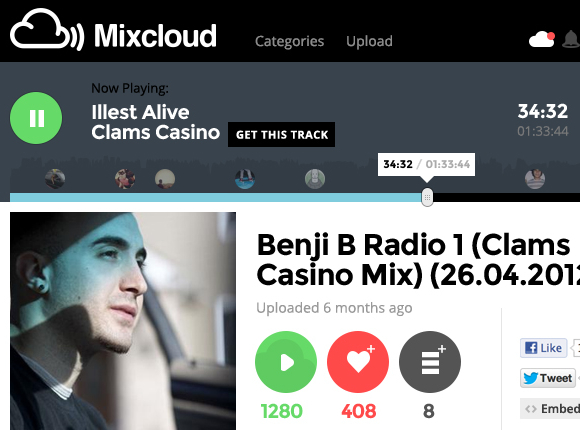 Mixcloud
Categories Upload
Now Playing:
Illest Alive
Clams Casino GET THIS TRACK
34:32
01:33:44
34:32 / 01:33:44
Benji B Radio 1 (Clams
Casino Mix) (26.04.2012
Uploaded 6 months ago
Like
Tweet
Embed
1280 408 8